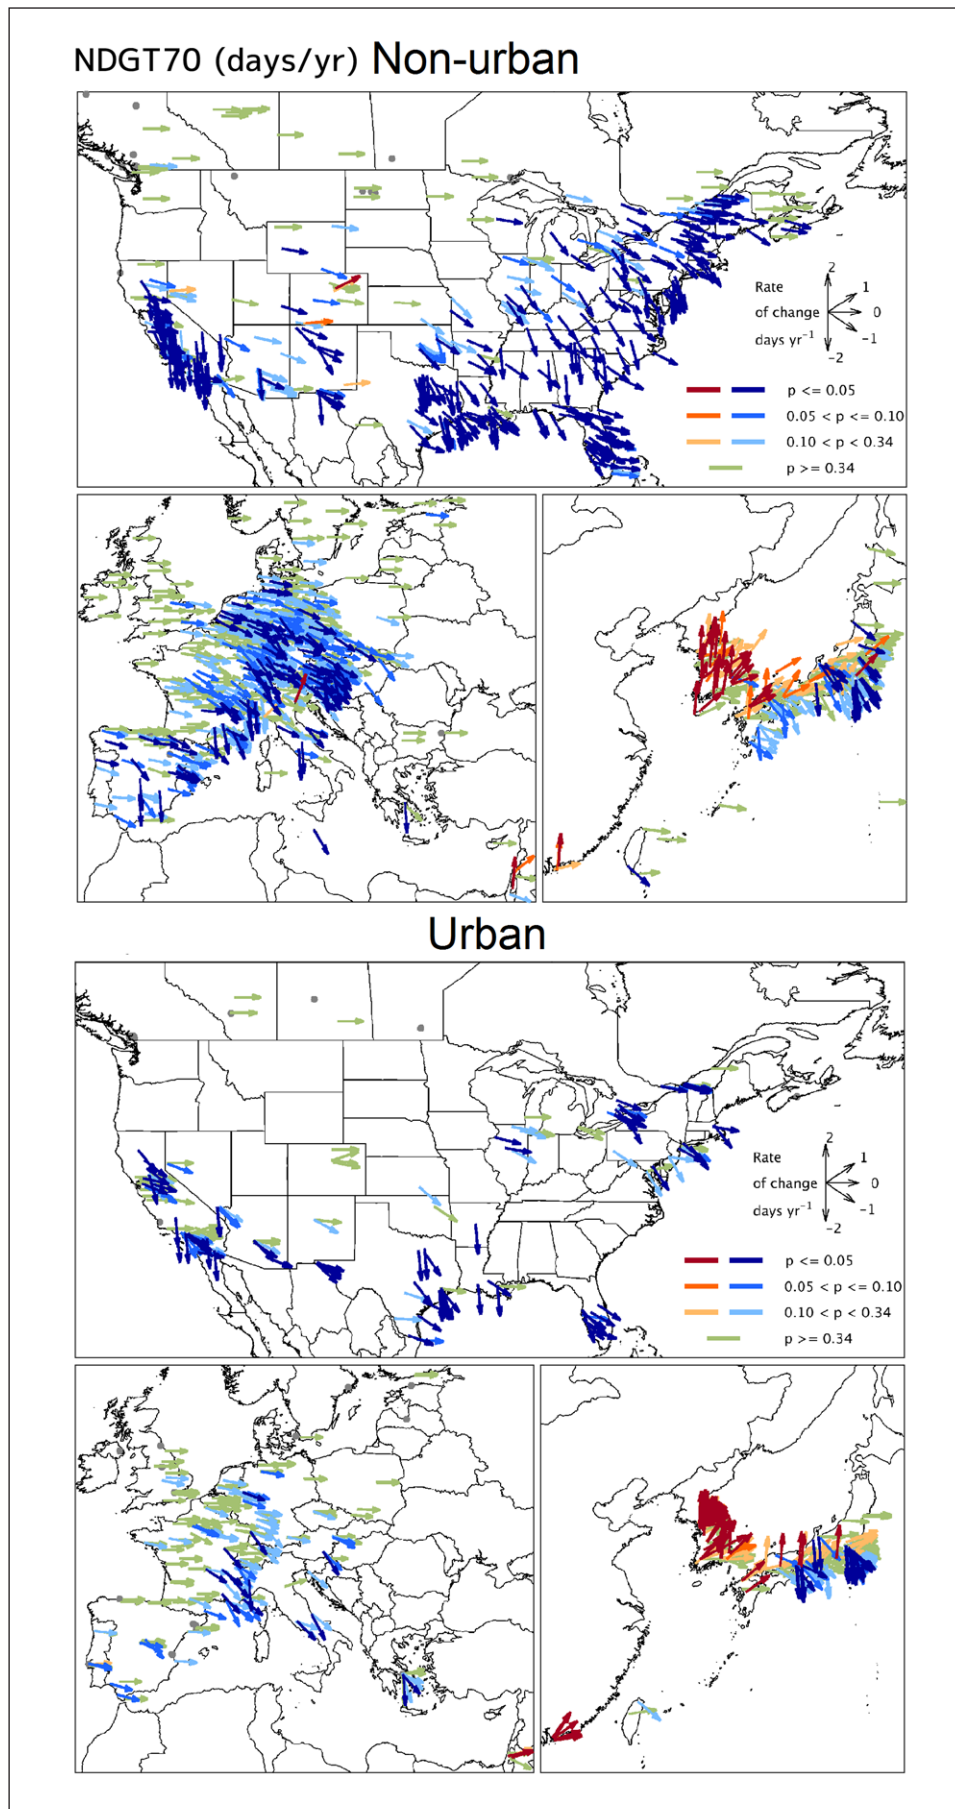 NDGT70 (days/yr) Non-urban
2
Rate
1
of change
0
days yr⁻¹
-1
-2
p <= 0.05
0.05 < p <= 0.10
0.10 < p < 0.34
p >= 0.34
Urban
2
Rate
1
of change
0
days yr⁻¹
-1
-2
p <= 0.05
0.05 < p <= 0.10
0.10 < p < 0.34
p >= 0.34